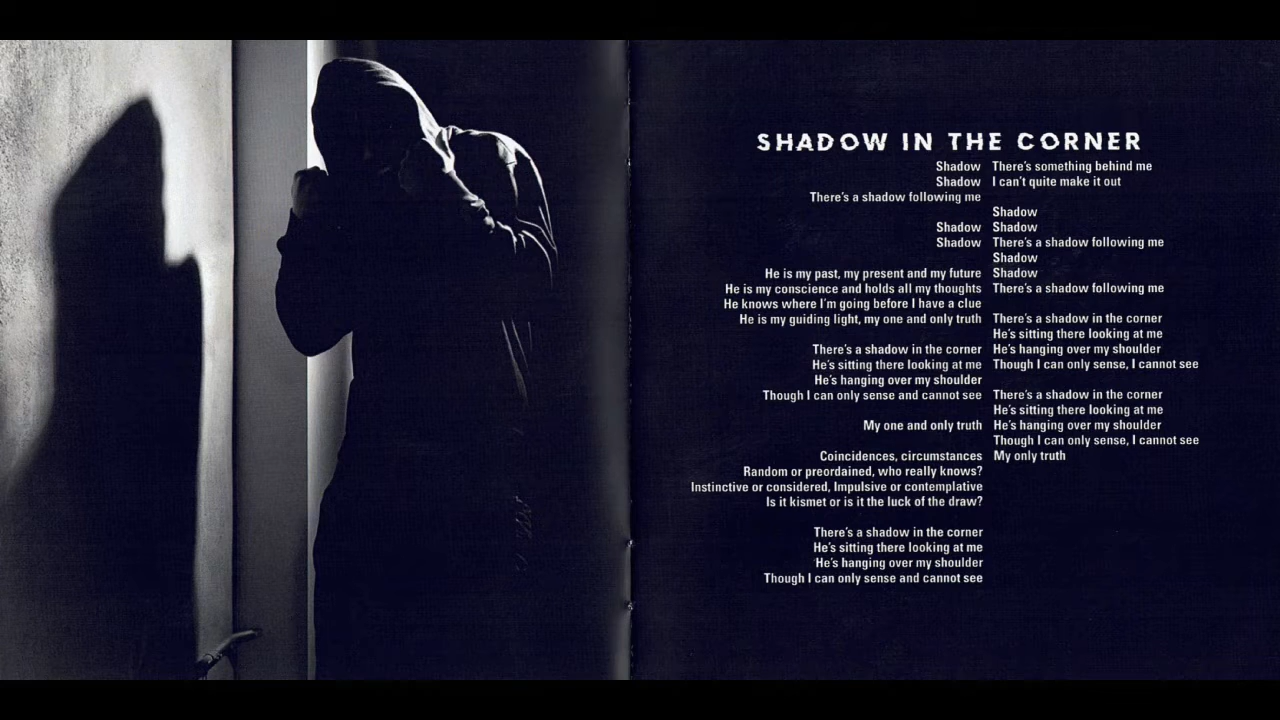 SHADOW IN THE CORNER
Shadow
Shadow
There's a shadow following me
Shadow
Shadow
He is my past, my present and my future
He is my conscience and holds all my thoughts
He knows where I'm going before I have a clue
He is my guiding light, my one and only truth
There's a shadow in the corner
He's sitting there looking at me
He's hanging over my shoulder
Though I can only sense and cannot see
My one and only truth
Coincidences, circumstances
Random or preordained, who really knows?
Instinctive or considered, Impulsive or contemplative
Is it kismet or is it the luck of the draw?
There's a shadow in the corner
He's sitting there looking at me
He's hanging over my shoulder
Though I can only sense and cannot see
There's something behind me
I can't quite make it out
Shadow
Shadow
There's a shadow following me
Shadow
Shadow
There's a shadow following me
There's a shadow in the corner
He's sitting there looking at me
He's hanging over my shoulder
Though I can only sense, I cannot see
There's a shadow in the corner
He's sitting there looking at me
He's hanging over my shoulder
Though I can only sense, I cannot see
My only truth